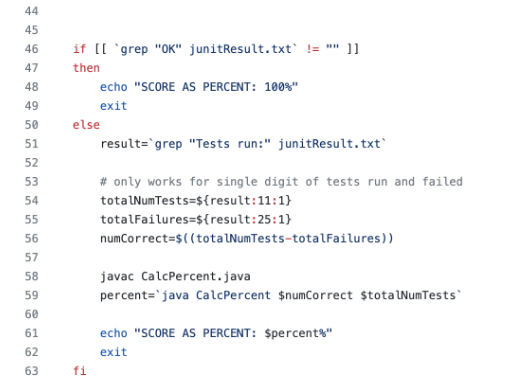 44
45
46 if [[ `grep "OK" junitResult.txt` != "" ]]
47 then
48 echo "SCORE AS PERCENT: 100%"
49 exit
50 else
51 result=`grep "Tests run:" junitResult.txt`
52
53 # only works for single digit of tests run and failed
54 totalNumTests=${result:11:1}
55 totalFailures=${result:25:1}
56 numCorrect=$((totalNumTests-totalFailures))
57
58 javac CalcPercent.java
59 percent=`java CalcPercent $numCorrect $totalNumTests`
60
61 echo "SCORE AS PERCENT: $percent%"
62 exit
63 fi